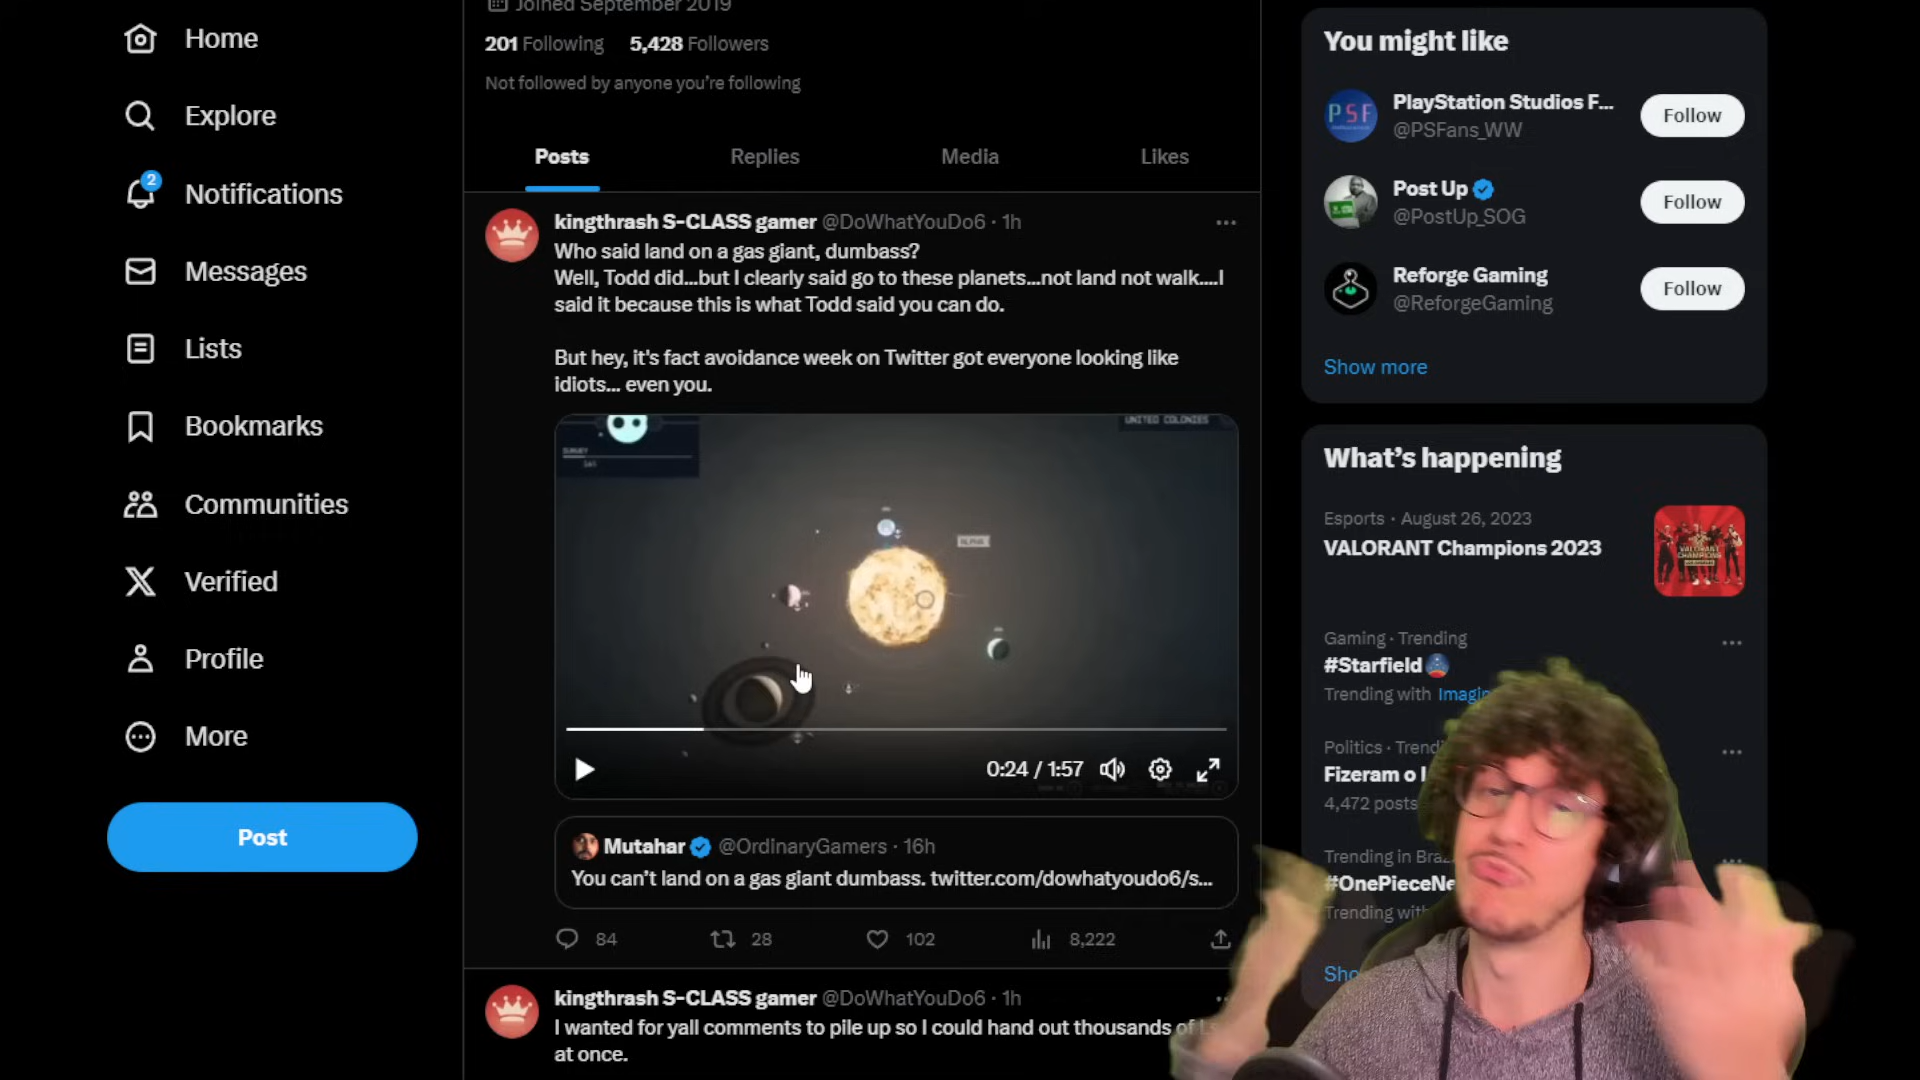 Home
Explore
2
Notifications
Messages
Lists
Bookmarks
Communities
Verified
Profile
More
Post
Joined September 2019
201 Following 5,428 Followers
Not followed by anyone you're following
Posts Replies Media Likes
kingthrash S-CLASS gamer @DoWhatYouDo6 · 1h
Who said land on a gas giant, dumbass?
Well, Todd did...but I clearly said go to these planets...not land not walk....I
said it because this is what Todd said you can do.
But hey, it's fact avoidance week on Twitter got everyone looking like
idiots... even you.
SURVEY
UNITED COLONIES
0:24 / 1:57
Mutahar @OrdinaryGamers · 16h
You can't land on a gas giant dumbass. twitter.com/dowhatyoudo6/s...
84 28 102 8,222
kingthrash S-CLASS gamer @DoWhatYouDo6 · 1h
I wanted for yall comments to pile up so I could hand out thousands of Ls
at once.
You might like
PSF
PlayStation Studios F...
@PSFans_WW
Follow
Post Up
@PostUp_SOG
Follow
Reforge Gaming
@ReforgeGaming
Follow
Show more
What's happening
Esports · August 26, 2023
VALORANT Champions 2023
Gaming · Trending
#Starfield
Trending with Imagin
Politics · Trendi
Fizeram o
4,472 posts
Trending in Braz
#OnePieceNe
Trending with
Sho